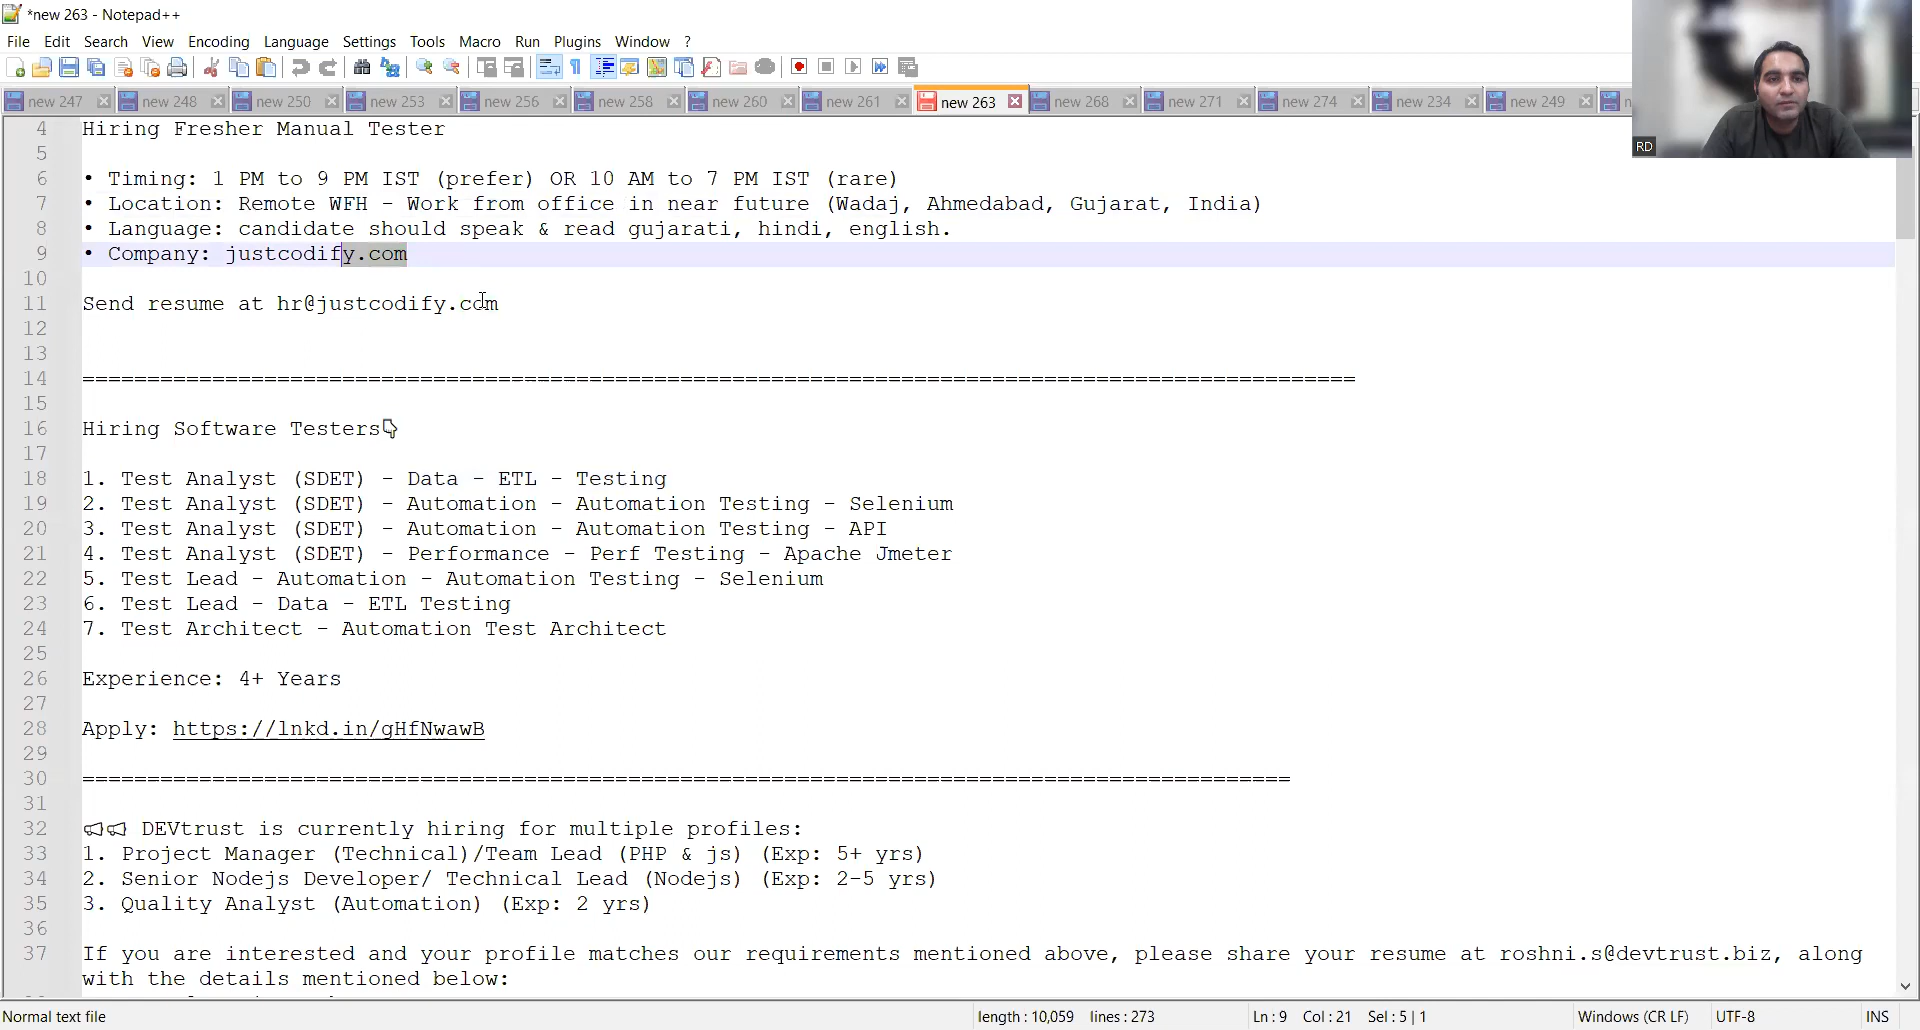 *new 263 - Notepad++
File Edit Search View Encoding Language Settings Tools Macro Run Plugins Window ?
new 247 new 248 new 250 new 253 new 256 new 258 new 260 new 261 new 263 new 268 new 271 new 274 new 234 new 249
RD
4 Hiring Fresher Manual Tester
5
6 • Timing: 1 PM to 9 PM IST (prefer) OR 10 AM to 7 PM IST (rare)
7 • Location: Remote WFH - Work from office in near future (Wadaj, Ahmedabad, Gujarat, India)
8 • Language: candidate should speak & read gujarati, hindi, english.
9 • Company: justcodify.com
10
11 Send resume at hr@justcodify.com
12
13
14 ==================================================================================================
15
16 Hiring Software Testers👇
17
18 1. Test Analyst (SDET) - Data - ETL - Testing
19 2. Test Analyst (SDET) - Automation - Automation Testing - Selenium
20 3. Test Analyst (SDET) - Automation - Automation Testing - API
21 4. Test Analyst (SDET) - Performance - Perf Testing - Apache Jmeter
22 5. Test Lead - Automation - Automation Testing - Selenium
23 6. Test Lead - Data - ETL Testing
24 7. Test Architect - Automation Test Architect
25
26 Experience: 4+ Years
27
28 Apply: https://lnkd.in/gHfNwawB
29
30 =============================================================================================
31
32 📢📢 DEVtrust is currently hiring for multiple profiles:
33 1. Project Manager (Technical)/Team Lead (PHP & js) (Exp: 5+ yrs)
34 2. Senior Nodejs Developer/ Technical Lead (Nodejs) (Exp: 2-5 yrs)
35 3. Quality Analyst (Automation) (Exp: 2 yrs)
36
37 If you are interested and your profile matches our requirements mentioned above, please share your resume at roshni.s@devtrust.biz, along
with the details mentioned below:
Normal text file length : 10,059 lines : 273 Ln : 9 Col : 21 Sel : 5 | 1 Windows (CR LF) UTF-8 INS